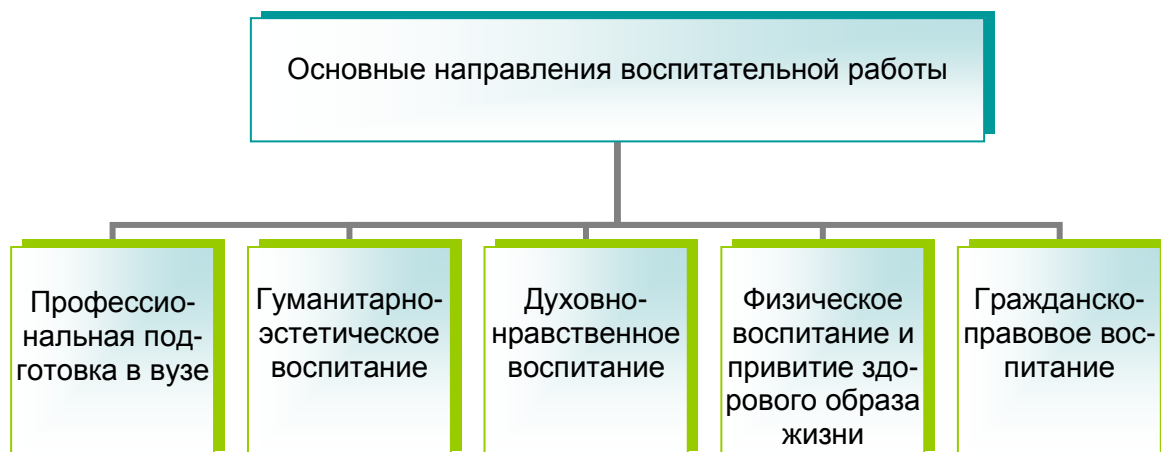 Основные направления воспитательной работы
Профессио-
нальная под-
готовка в вузе
Гуманитарно-
эстетическое
воспитание
Духовно-
нравственное
воспитание
Физическое
воспитание и
привитие здо-
рового образа
жизни
Гражданско-
правовое вос-
питание